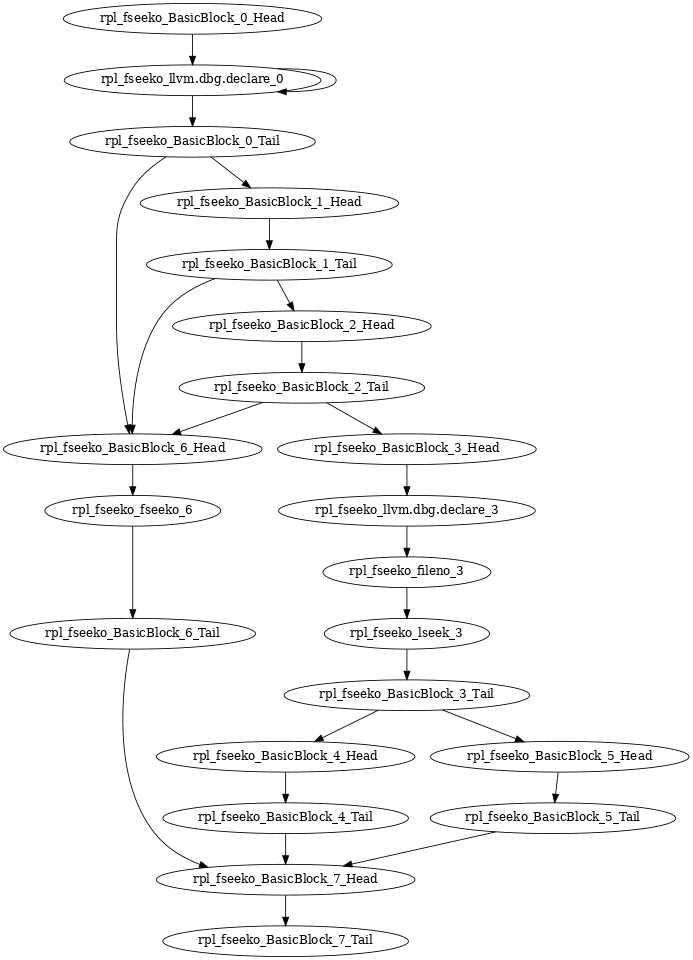 rpl_fseeko_BasicBlock_0_Head
rpl_fseeko_llvm.dbg.declare_0
rpl_fseeko_BasicBlock_0_Tail
rpl_fseeko_BasicBlock_1_Head
rpl_fseeko_BasicBlock_1_Tail
rpl_fseeko_BasicBlock_2_Head
rpl_fseeko_BasicBlock_2_Tail
rpl_fseeko_BasicBlock_6_Head
rpl_fseeko_BasicBlock_3_Head
rpl_fseeko_fseeko_6
rpl_fseeko_llvm.dbg.declare_3
rpl_fseeko_fileno_3
rpl_fseeko_BasicBlock_6_Tail
rpl_fseeko_lseek_3
rpl_fseeko_BasicBlock_3_Tail
rpl_fseeko_BasicBlock_4_Head
rpl_fseeko_BasicBlock_5_Head
rpl_fseeko_BasicBlock_4_Tail
rpl_fseeko_BasicBlock_5_Tail
rpl_fseeko_BasicBlock_7_Head
rpl_fseeko_BasicBlock_7_Tail